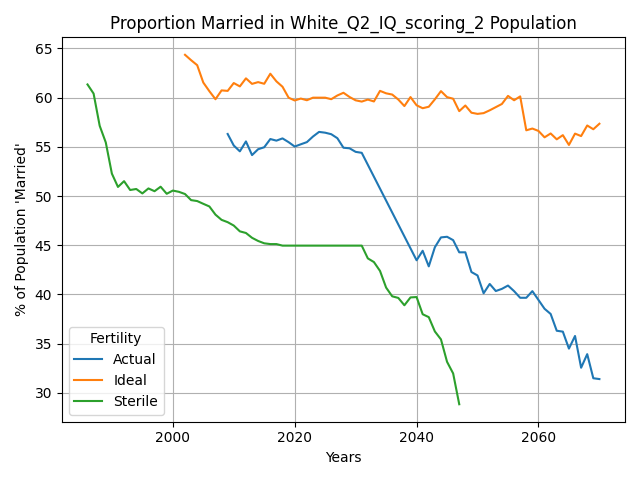 Proportion Married in White_Q2_IQ_scoring_2 Population
% of Population 'Married'
65
60
55
50
45
40
35
30
Fertility
Actual
Ideal
Sterile
2000
2020
2040
2060
Years